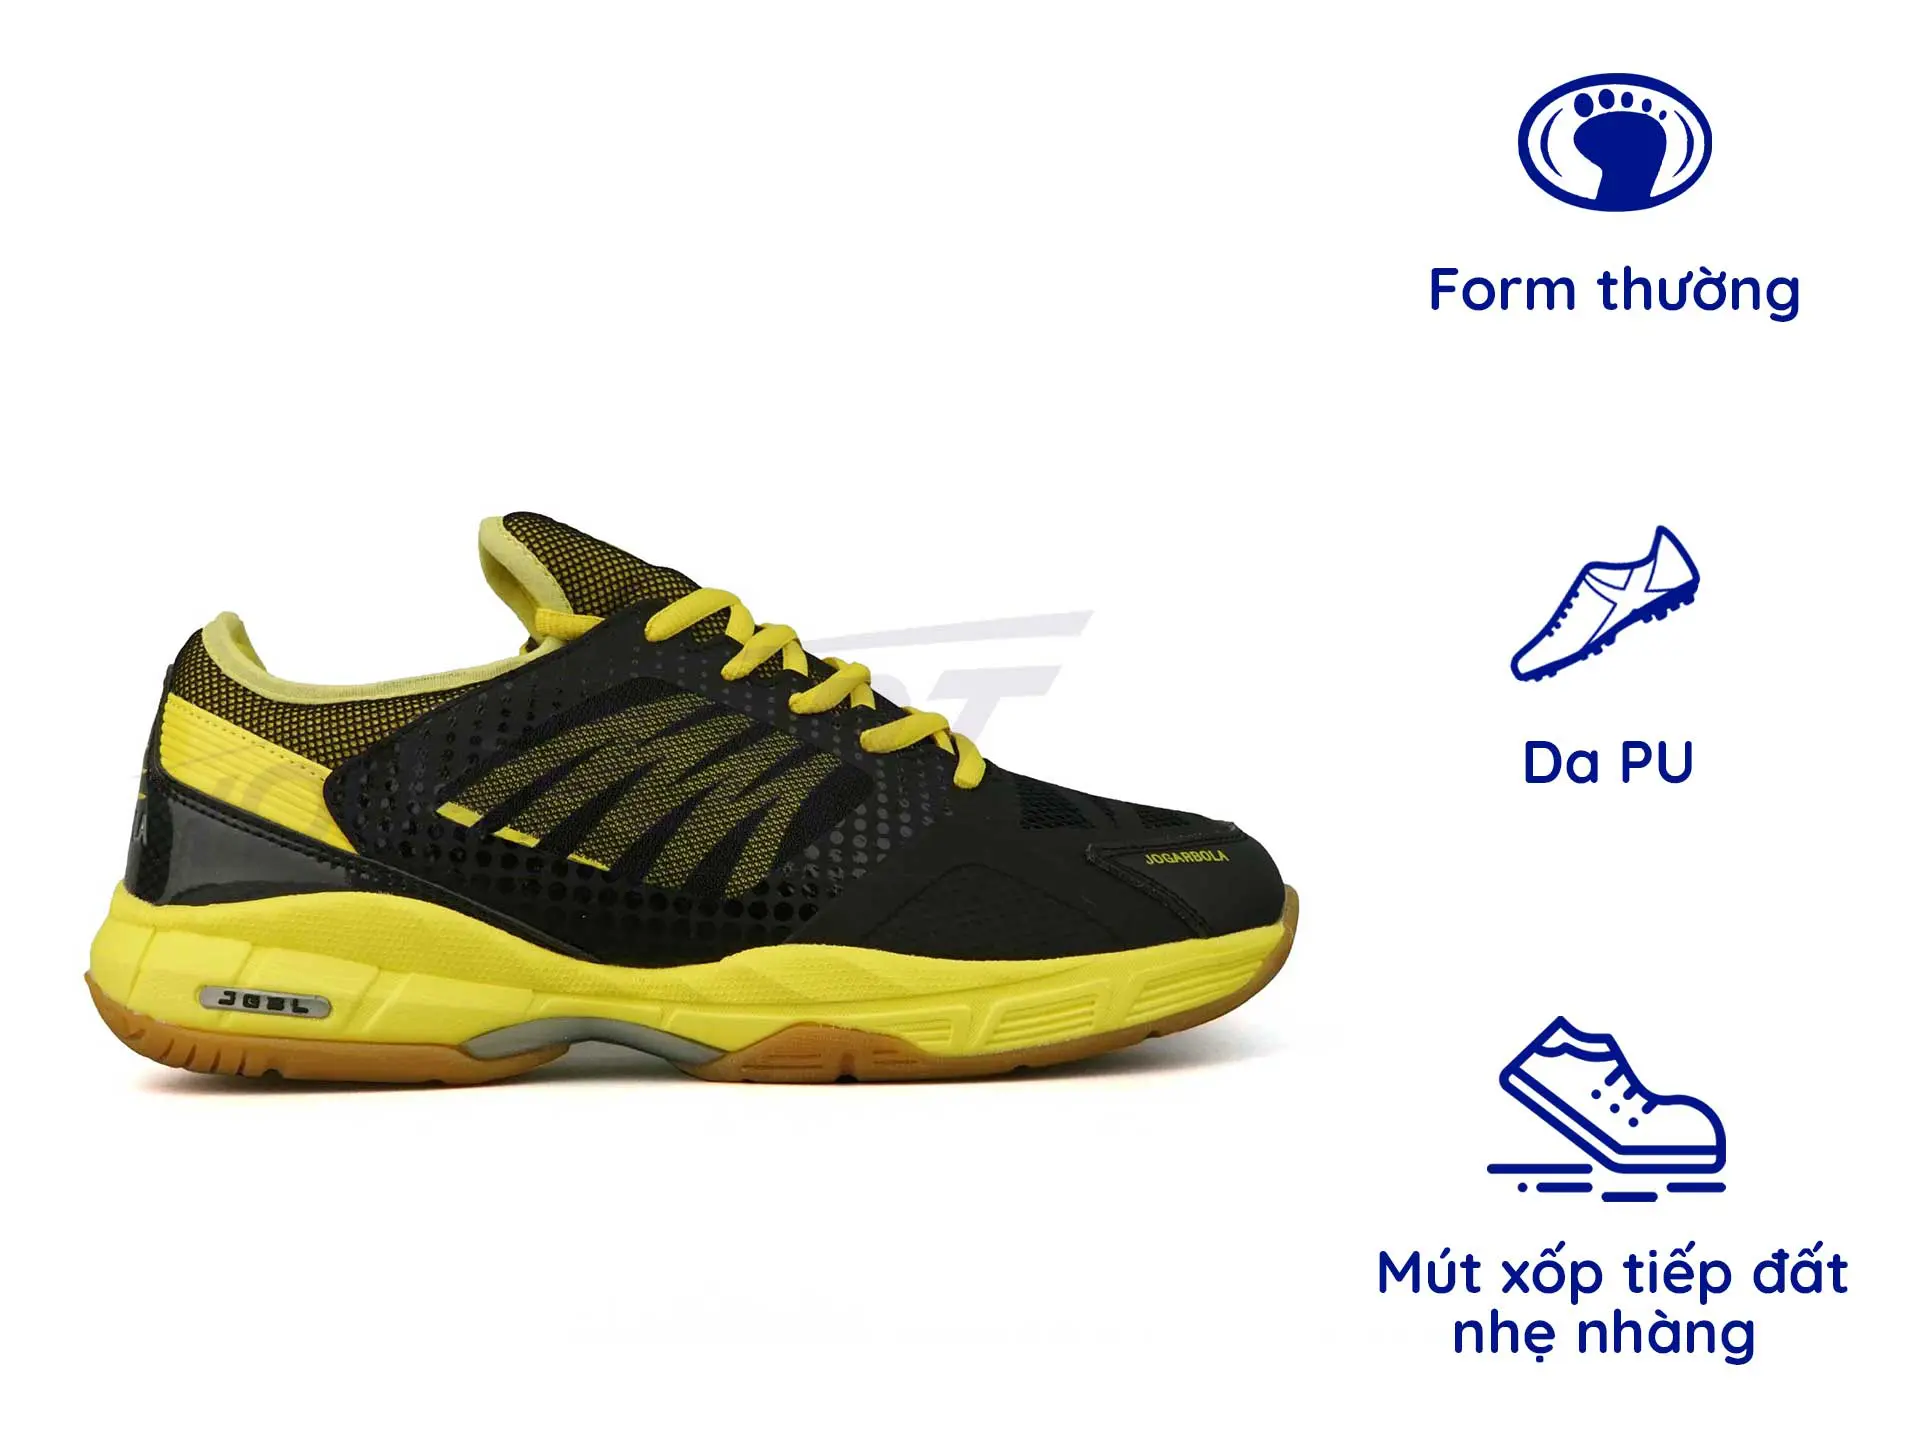 Form thường
Da PU
JOGARBOLA
JGBL
Mút xốp tiếp đất
nhẹ nhàng